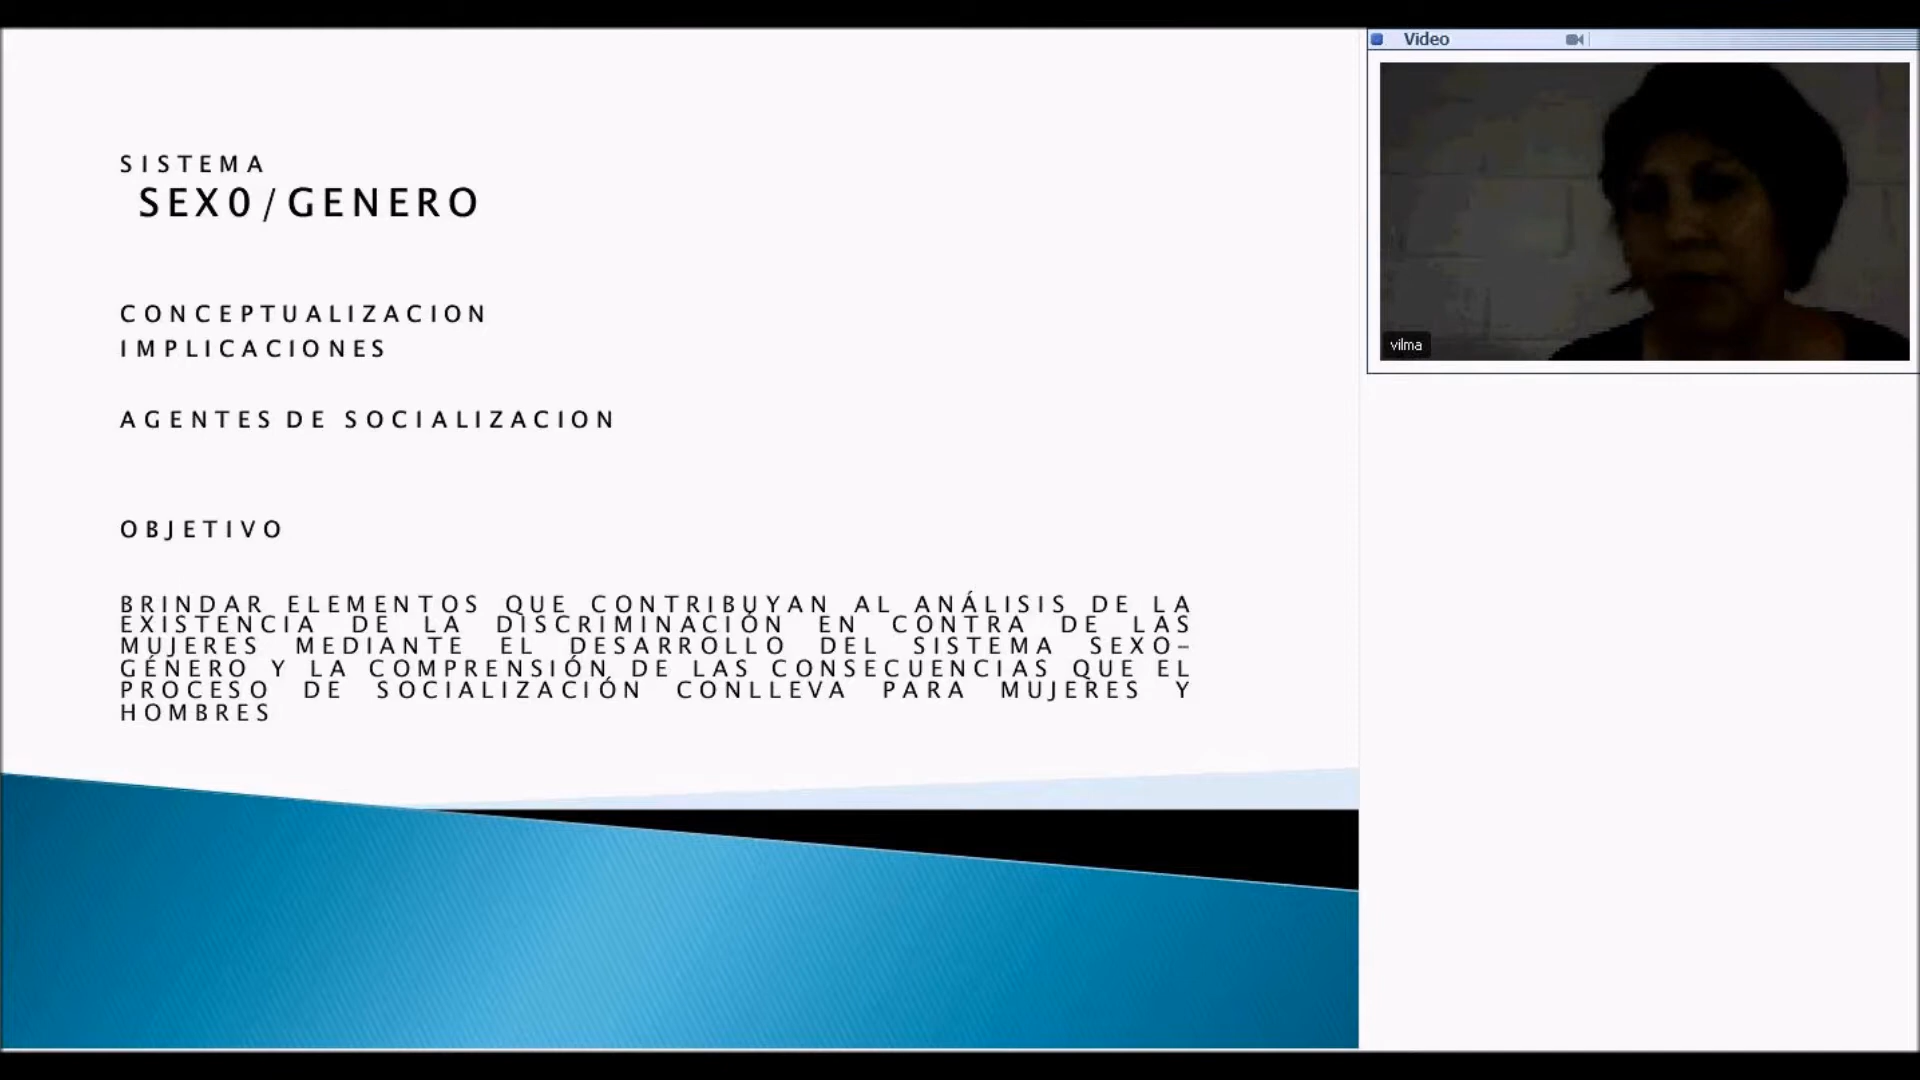 SISTEMA
SEX0/GENERO
CONCEPTUALIZACION
IMPLICACIONES
AGENTES DE SOCIALIZACION
OBJETIVO
BRINDAR ELEMENTOS QUE CONTRIBUYAN AL ANÁLISIS DE LA
EXISTENCIA DE LA DISCRIMINACIÓN EN CONTRA DE LAS
MUJERES MEDIANTE EL DESARROLLO DEL SISTEMA SEXO-
GÉNERO Y LA COMPRENSIÓN DE LAS CONSECUENCIAS QUE EL
PROCESO DE SOCIALIZACIÓN CONLLEVA PARA MUJERES Y
HOMBRES
Video
vilma